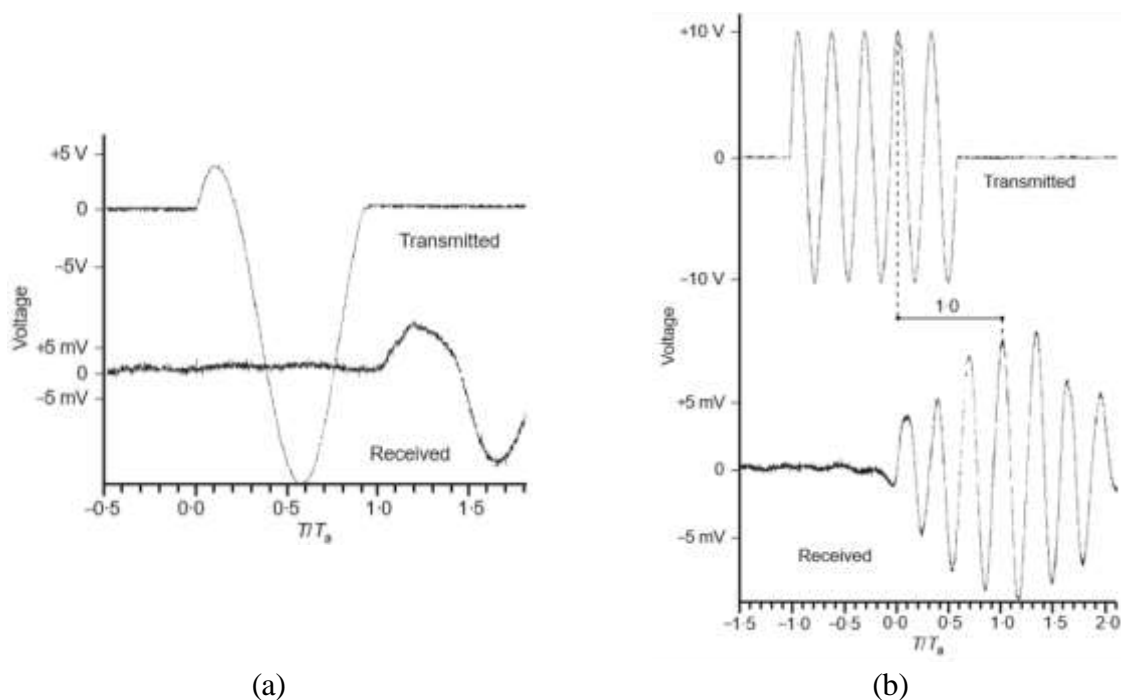 +5 V
0
−5V
+5 mV
0
−5 mV
Voltage
Transmitted
Received
−0·5
0·0
0·5
1·0
1·5
T/Ta
(a)
+10 V
0
−10 V
+5 mV
0
−5 mV
Voltage
Transmitted
1·0
Received
−1·5
−1·0
−0·5
0·0
0·5
1·0
1·5
2·0
T/Ta
(b)